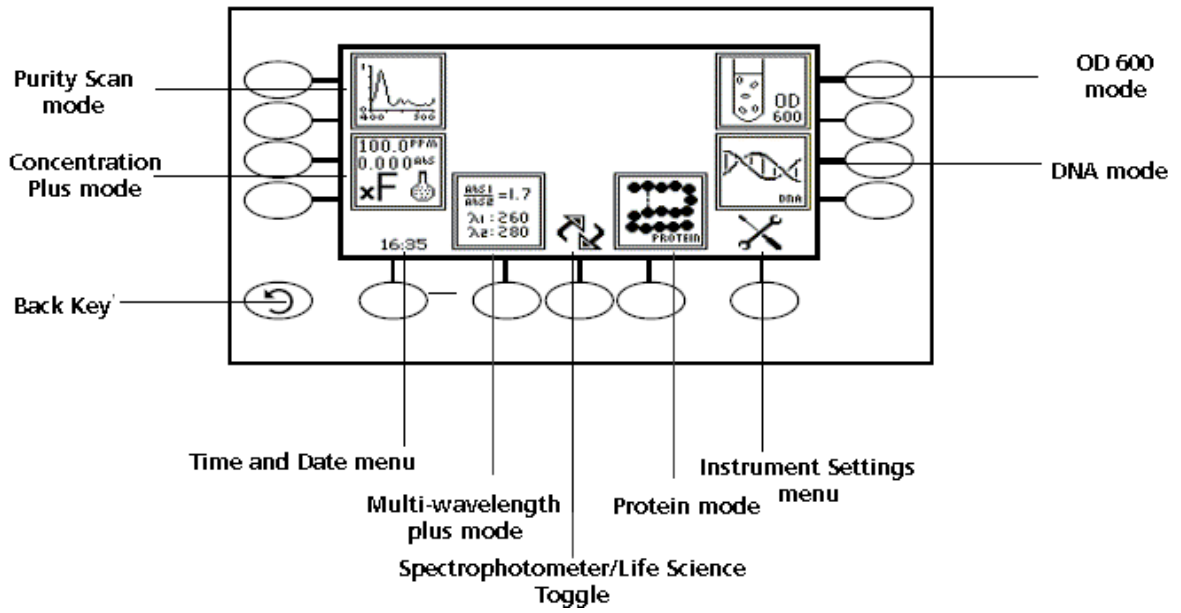 Purity Scan
mode
Concentration
Plus mode
Back Key
1
0
400 500
100.0PPM
0.000Abs
xF
16:35
Abs1
Abs2 =1.7
λ1:260
λ2:280
PROTEIN
OD
600
DNA
OD 600
mode
DNA mode
Time and Date menu
Multi-wavelength
plus mode
Spectrophotometer/Life Science
Toggle
Protein mode
Instrument Settings
menu